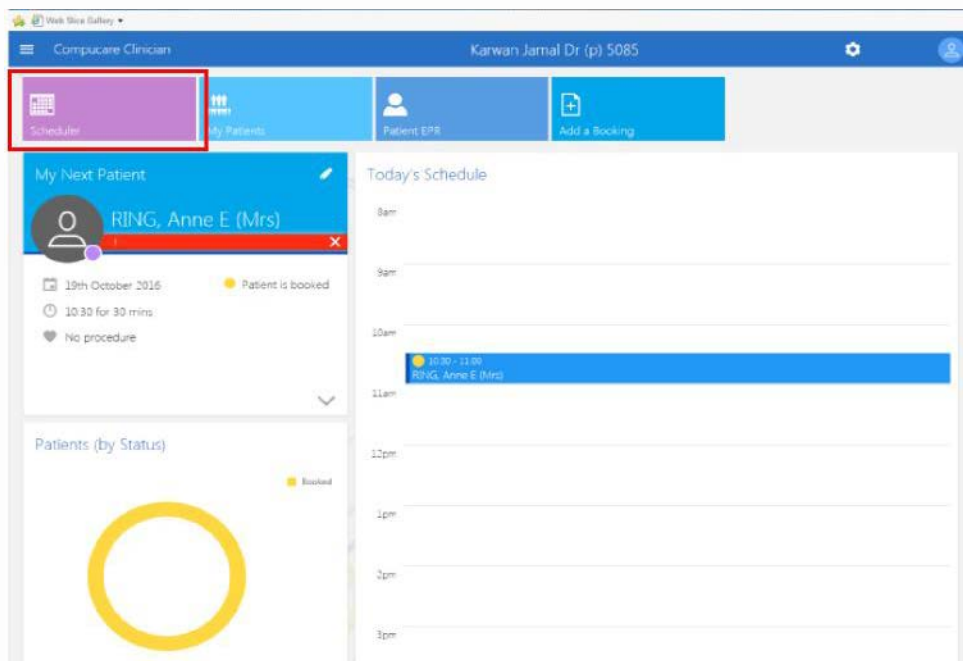 Web Slice Gallery
Compucare Clinician
Karwan Jamal Dr (p) 5085
Scheduler
My Patients
Patient EPR
Add a Booking
My Next Patient
RING, Anne E (Mrs)
19th October 2016
Patient is booked
10:30 for 30 mins
No procedure
Patients (by Status)
Booked
Today's Schedule
8am
9am
10am
10:30 - 11:00
RING, Anne E (Mrs)
11am
12pm
1pm
2pm
3pm